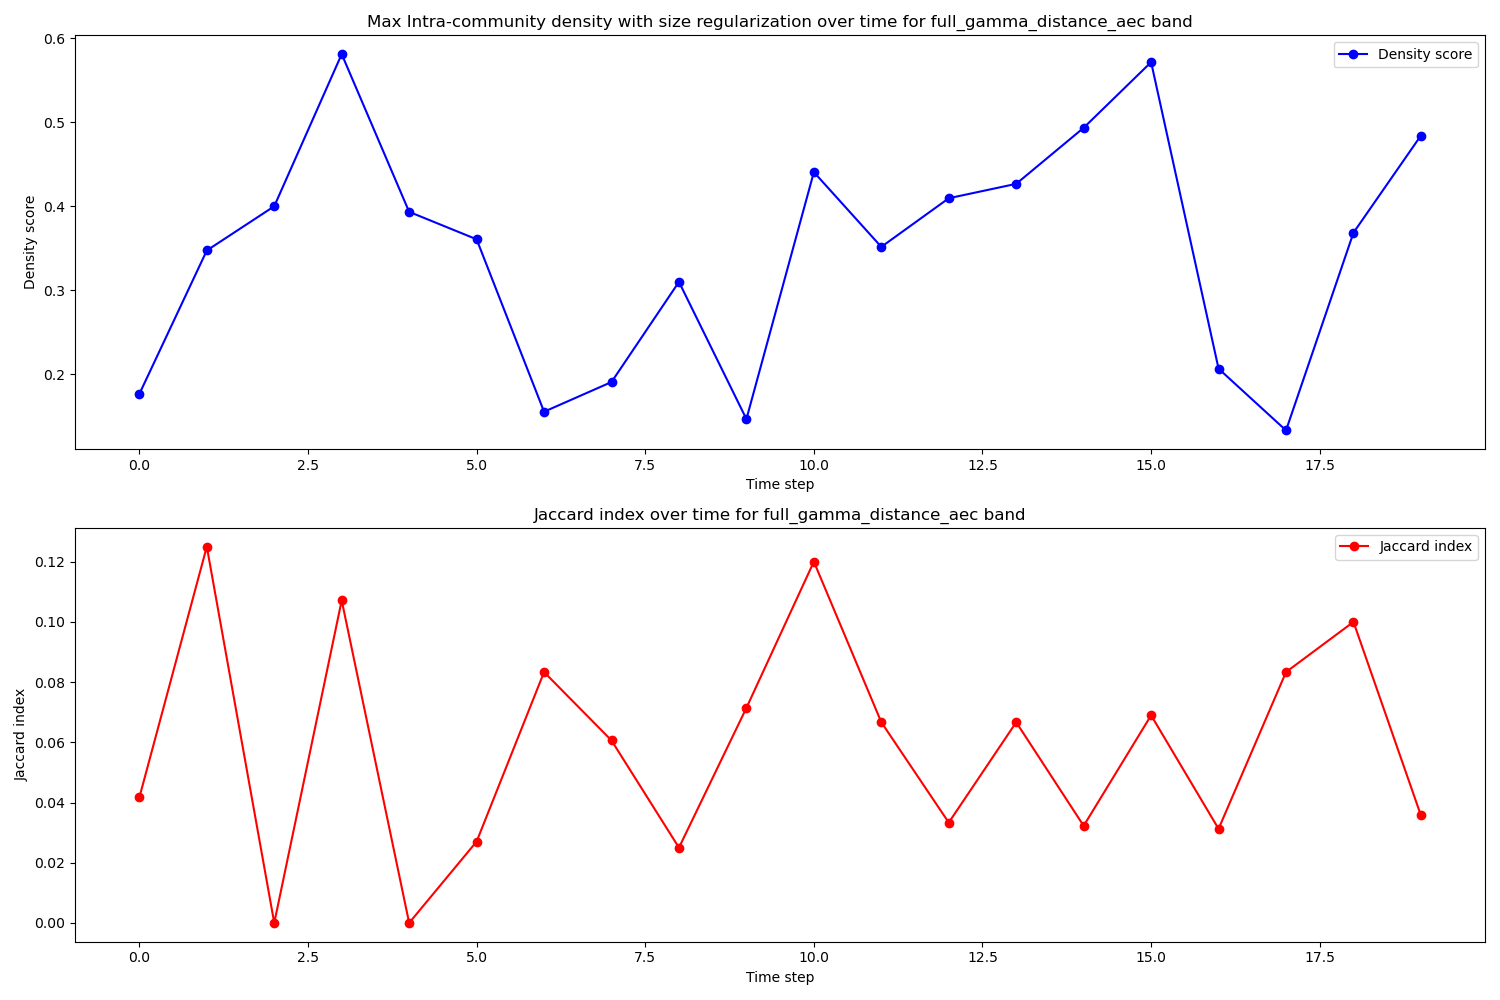 Max Intra-community density with size regularization over time for full_gamma_distance_aec band
Density score
0.6
0.5
0.4
0.3
0.2
Density score
0.0 2.5 5.0 7.5 10.0 12.5 15.0 17.5
Time step
Jaccard index over time for full_gamma_distance_aec band
Jaccard index
0.12
0.10
0.08
0.06
0.04
0.02
0.00
Jaccard index
0.0 2.5 5.0 7.5 10.0 12.5 15.0 17.5
Time step